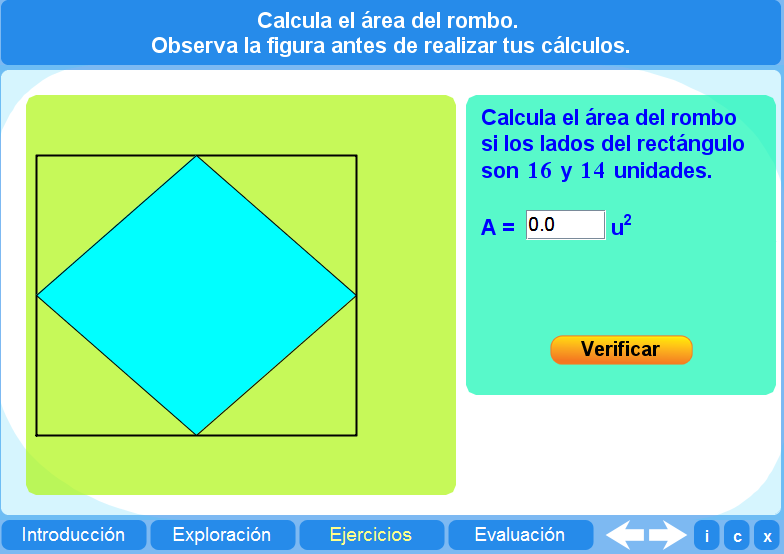 Calcula el área del rombo.
Observa la figura antes de realizar tus cálculos.
Calcula el área del rombo
si los lados del rectángulo
son 16 y 14 unidades.
A = 0.0 u²
Verificar
Introducción Exploración Ejercicios Evaluación i c x